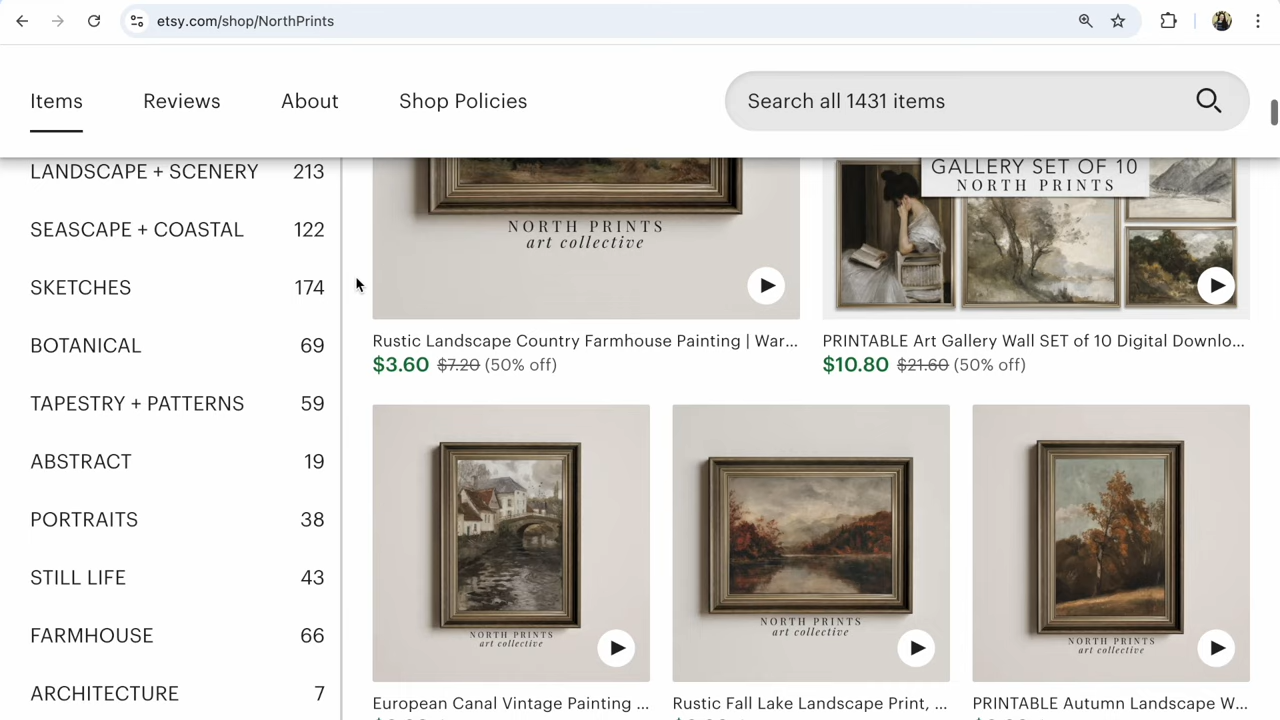 etsy.com/shop/NorthPrints
Items
Reviews
About
Shop Policies
Search all 1431 items
LANDSCAPE + SCENERY 213
SEASCAPE + COASTAL 122
SKETCHES 174
BOTANICAL 69
TAPESTRY + PATTERNS 59
ABSTRACT 19
PORTRAITS 38
STILL LIFE 43
FARMHOUSE 66
ARCHITECTURE 7
NORTH PRINTS
art collective
GALLERY SET OF 10
NORTH PRINTS
Rustic Landscape Country Farmhouse Painting | War...
$3.60 $7.20 (50% off)
PRINTABLE Art Gallery Wall SET of 10 Digital Downlo...
$10.80 $21.60 (50% off)
NORTH PRINTS
art collective
NORTH PRINTS
art collective
NORTH PRINTS
art collective
European Canal Vintage Painting ...
Rustic Fall Lake Landscape Print, ...
PRINTABLE Autumn Landscape W...